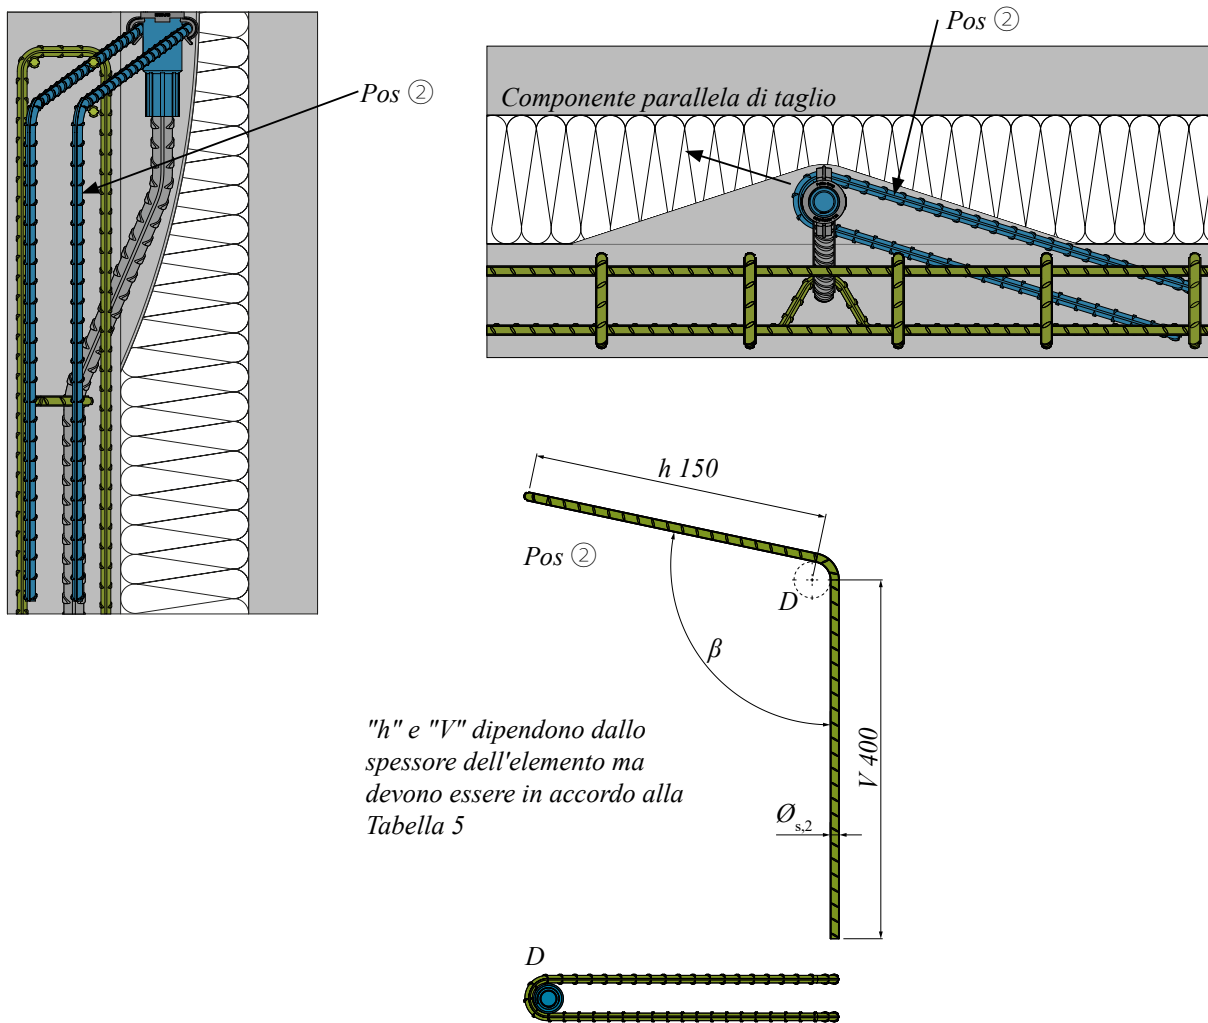 Pos ②
Pos ②
Componente parallela di taglio
h 150
Pos ②
D
β
"h" e "V" dipendono dallo
spessore dell'elemento ma
devono essere in accordo alla
Tabella 5
V 400
Øs,2
D